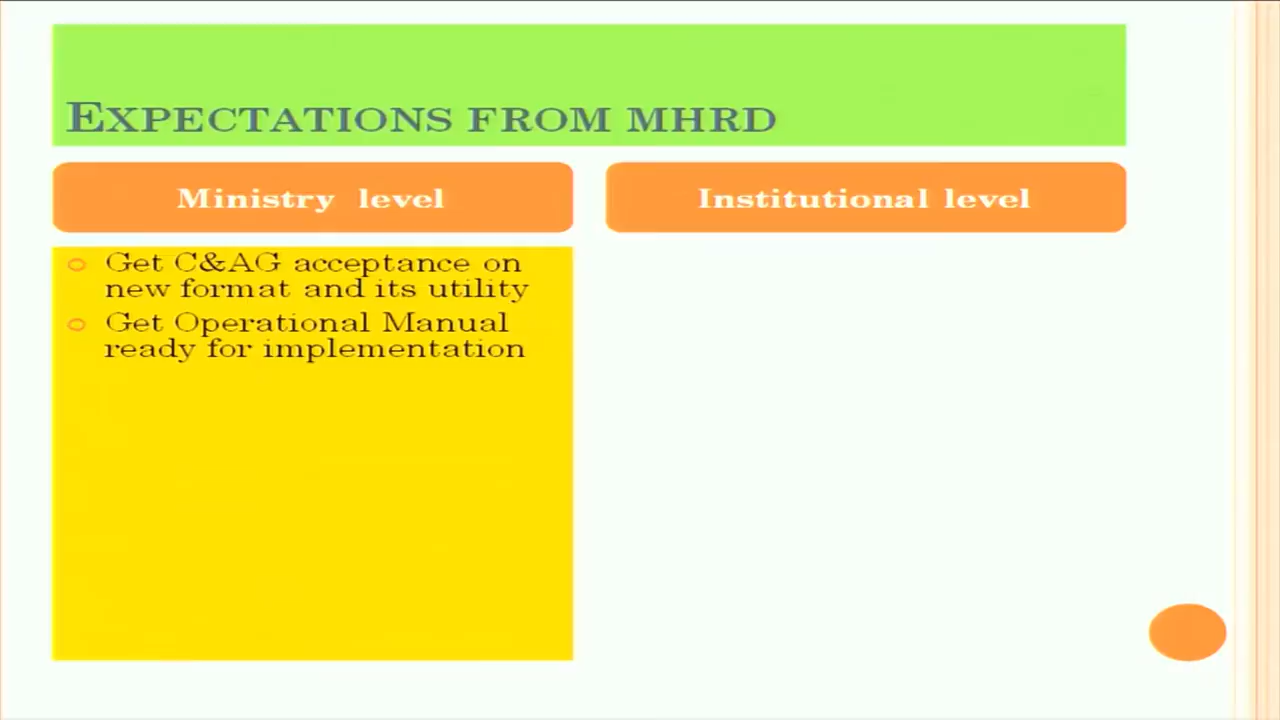 EXPECTATIONS FROM MHRD
Ministry level
Institutional level
Get C&AG acceptance on
new format and its utility
Get Operational Manual
ready for implementation